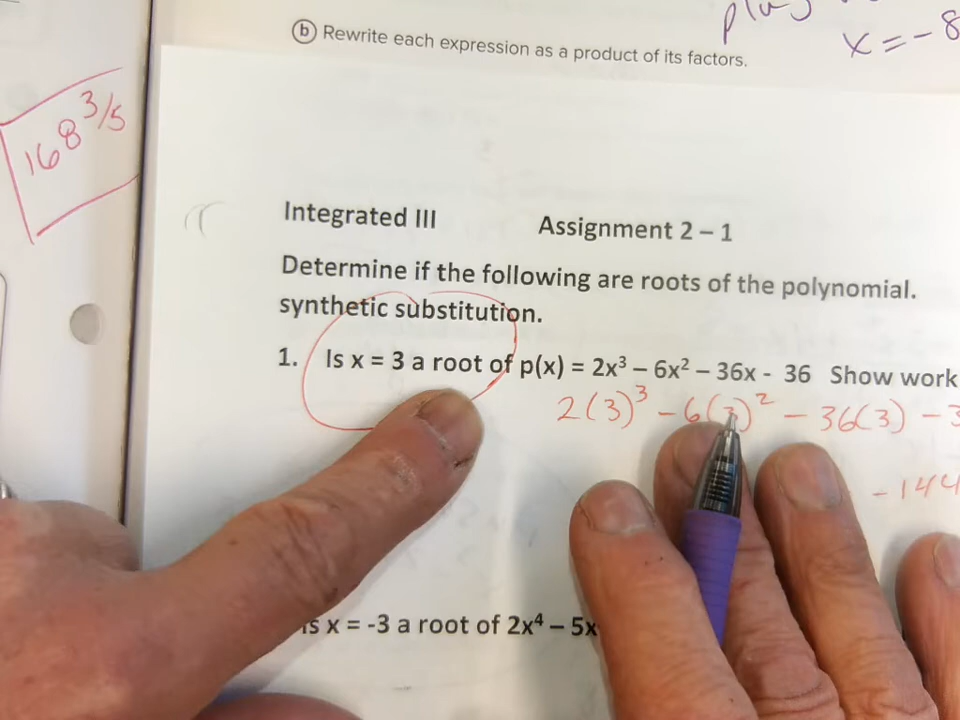 plug
x = - 8
ⓑ Rewrite each expression as a product of its factors.
168 3/5
Integrated III Assignment 2 – 1
Determine if the following are roots of the polynomial.
synthetic substitution.
1. Is x = 3 a root of p(x) = 2x³ – 6x² – 36x - 36 Show work
2(3)³ - 6(3)² - 36(3) - 3
-144
Is x = -3 a root of 2x⁴ – 5x